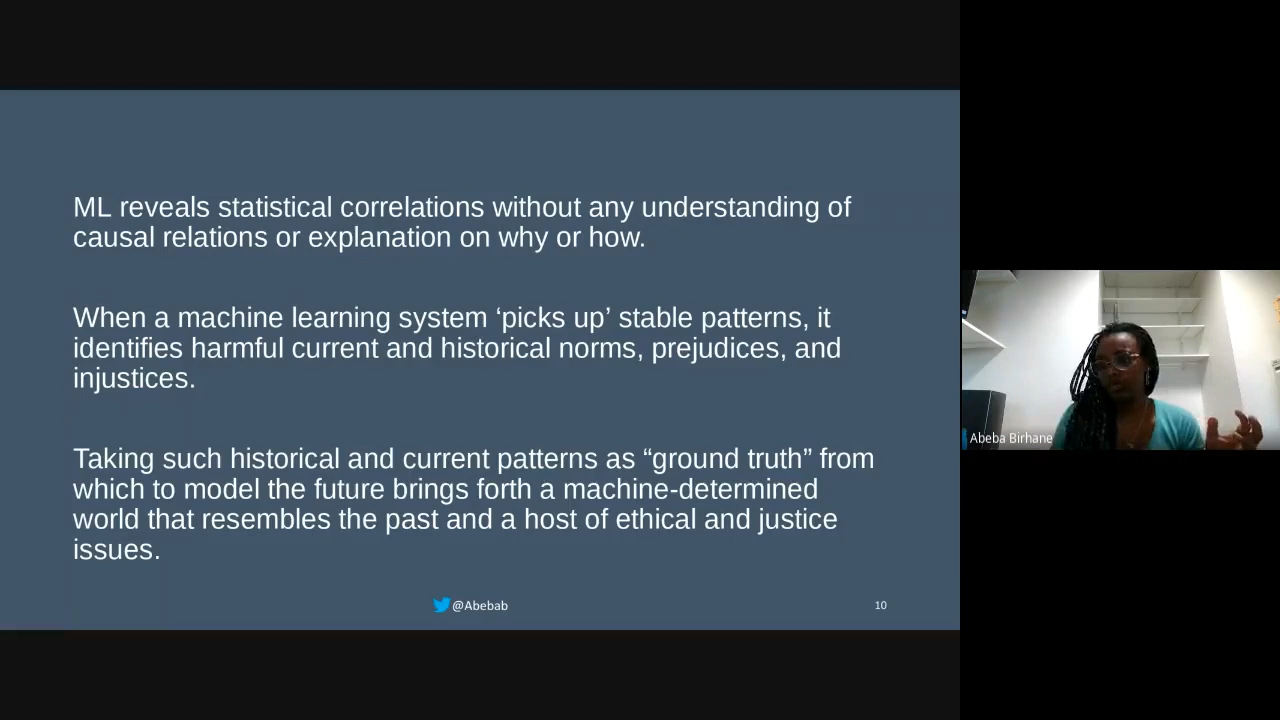 ML reveals statistical correlations without any understanding of
causal relations or explanation on why or how.
When a machine learning system ‘picks up’ stable patterns, it
identifies harmful current and historical norms, prejudices, and
injustices.
Taking such historical and current patterns as “ground truth” from
which to model the future brings forth a machine-determined
world that resembles the past and a host of ethical and justice
issues.
@Abebab
10
Abeba Birhane